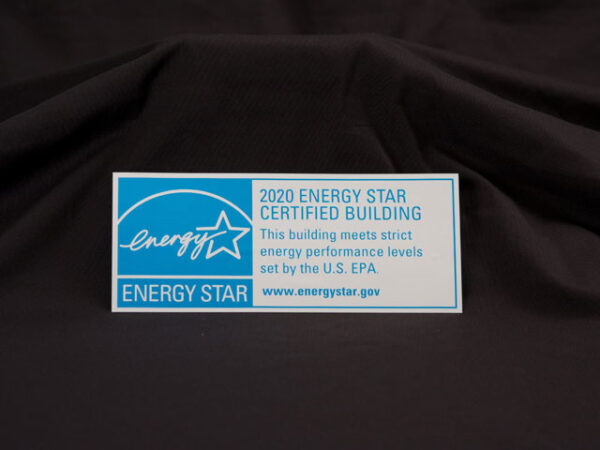 energy
ENERGY STAR
2020 ENERGY STAR
CERTIFIED BUILDING
This building meets strict
energy performance levels
set by the U.S. EPA.
www.energystar.gov